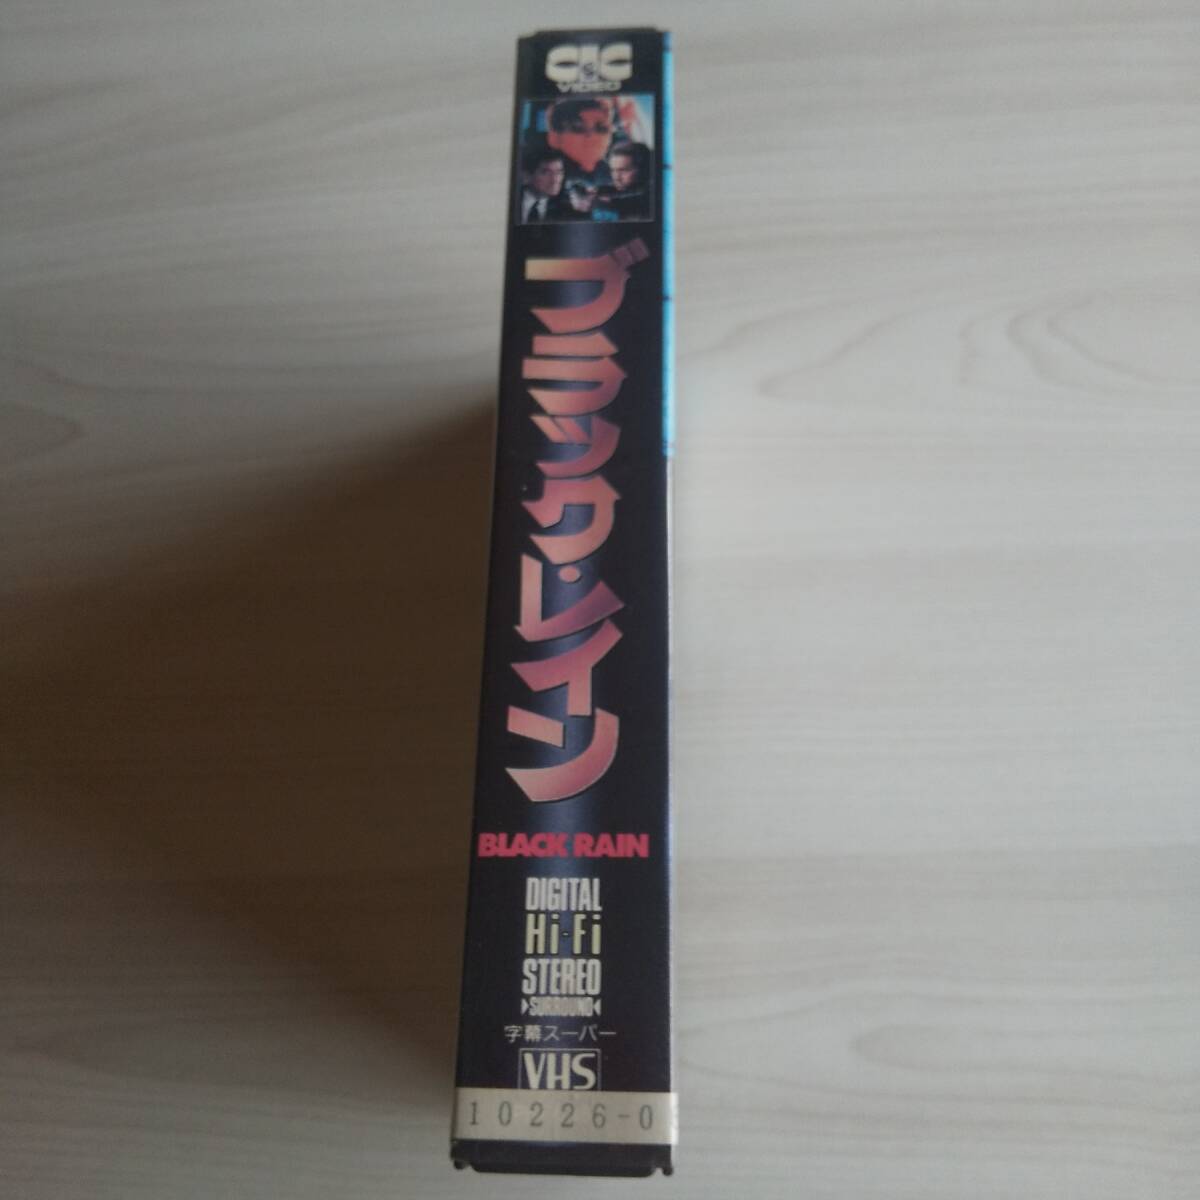 CIC
VIDEO
ブラック・レイン
BLACK RAIN
DIGITAL
Hi-Fi
STEREO
▶SURROUND◀
字幕スーパー
VHS
10226-0